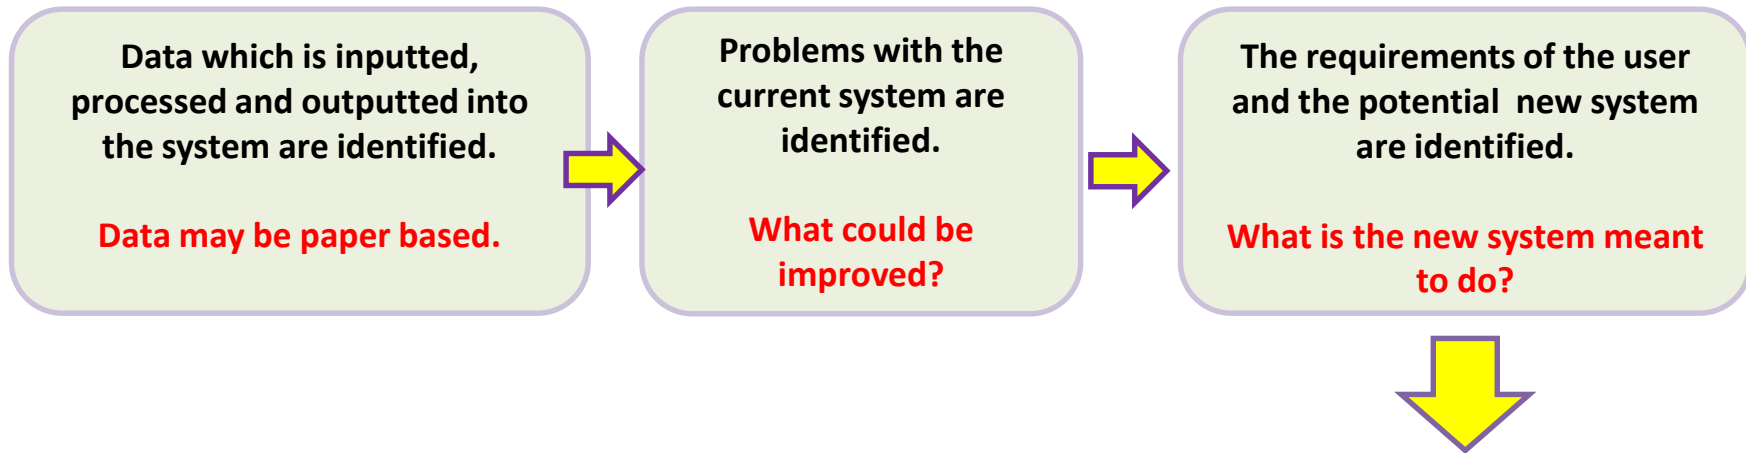 Data which is inputted,
processed and outputted into
the system are identified.
Data may be paper based.
Problems with the
current system are
identified.
What could be
improved?
The requirements of the user
and the potential  new system
are identified.
What is the new system meant
to do?